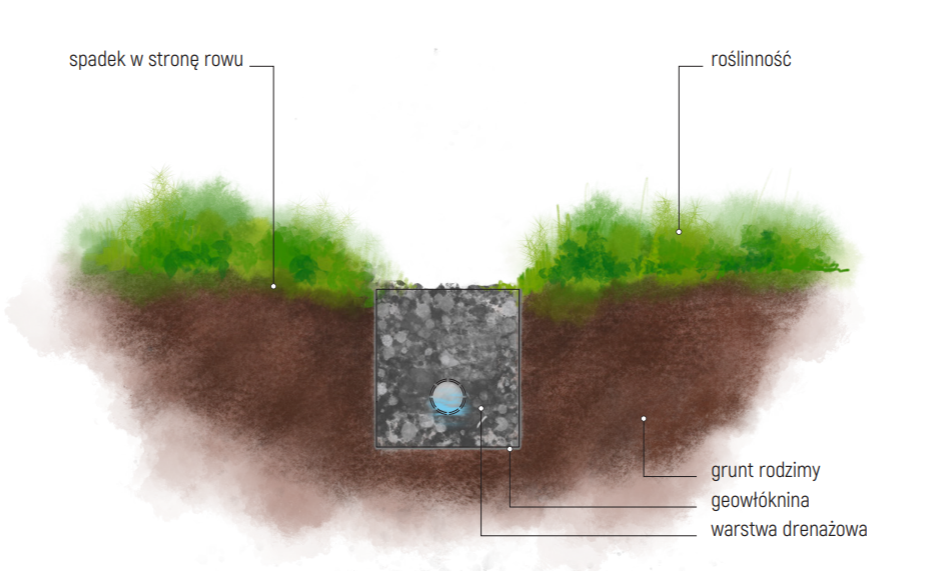 spadek w stronę rowu
roślinność
grunt rodzimy
geowłóknina
warstwa drenażowa